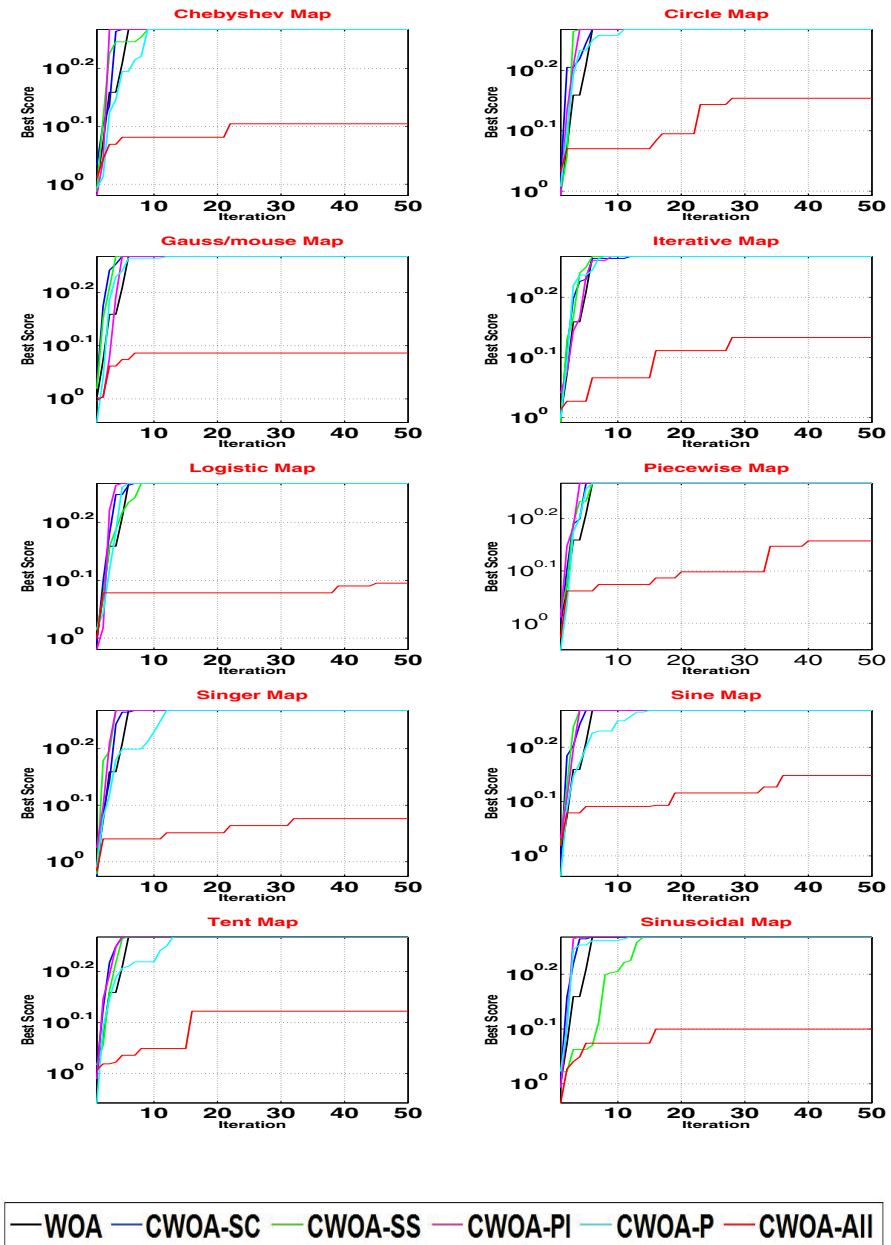 Chebyshev Map
Circle Map
Best Score
10^0.2
10^0.1
10^0
10 20 30 40 50
Iteration
Best Score
10^0.2
10^0.1
10^0
10 20 30 40 50
Iteration
Gauss/mouse Map
Iterative Map
Best Score
10^0.2
10^0.1
10^0
10 20 30 40 50
Iteration
Best Score
10^0.2
10^0.1
10^0
10 20 30 40 50
Iteration
Logistic Map
Piecewise Map
Best Score
10^0.2
10^0.1
10^0
10 20 30 40 50
Iteration
Best Score
10^0.2
10^0.1
10^0
10 20 30 40 50
Iteration
Singer Map
Sine Map
Best Score
10^0.2
10^0.1
10^0
10 20 30 40 50
Iteration
Best Score
10^0.2
10^0.1
10^0
10 20 30 40 50
Iteration
Tent Map
Sinusoidal Map
Best Score
10^0.2
10^0.1
10^0
10 20 30 40 50
Iteration
Best Score
10^0.2
10^0.1
10^0
10 20 30 40 50
Iteration
WOA CWOA-SC CWOA-SS CWOA-PI CWOA-P CWOA-All